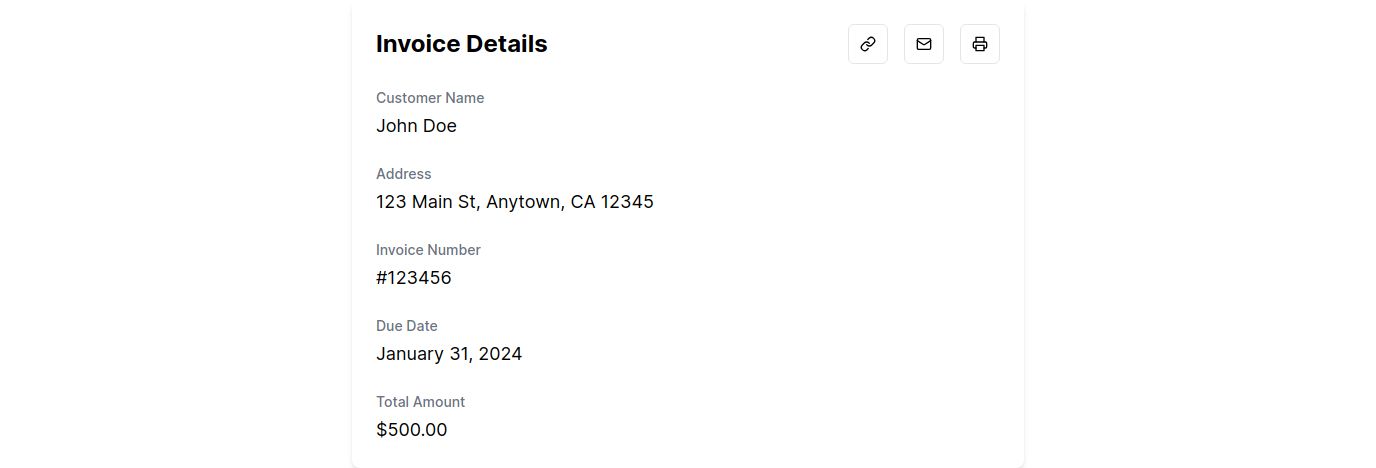 Invoice Details
Customer Name
John Doe
Address
123 Main St, Anytown, CA 12345
Invoice Number
#123456
Due Date
January 31, 2024
Total Amount
$500.00